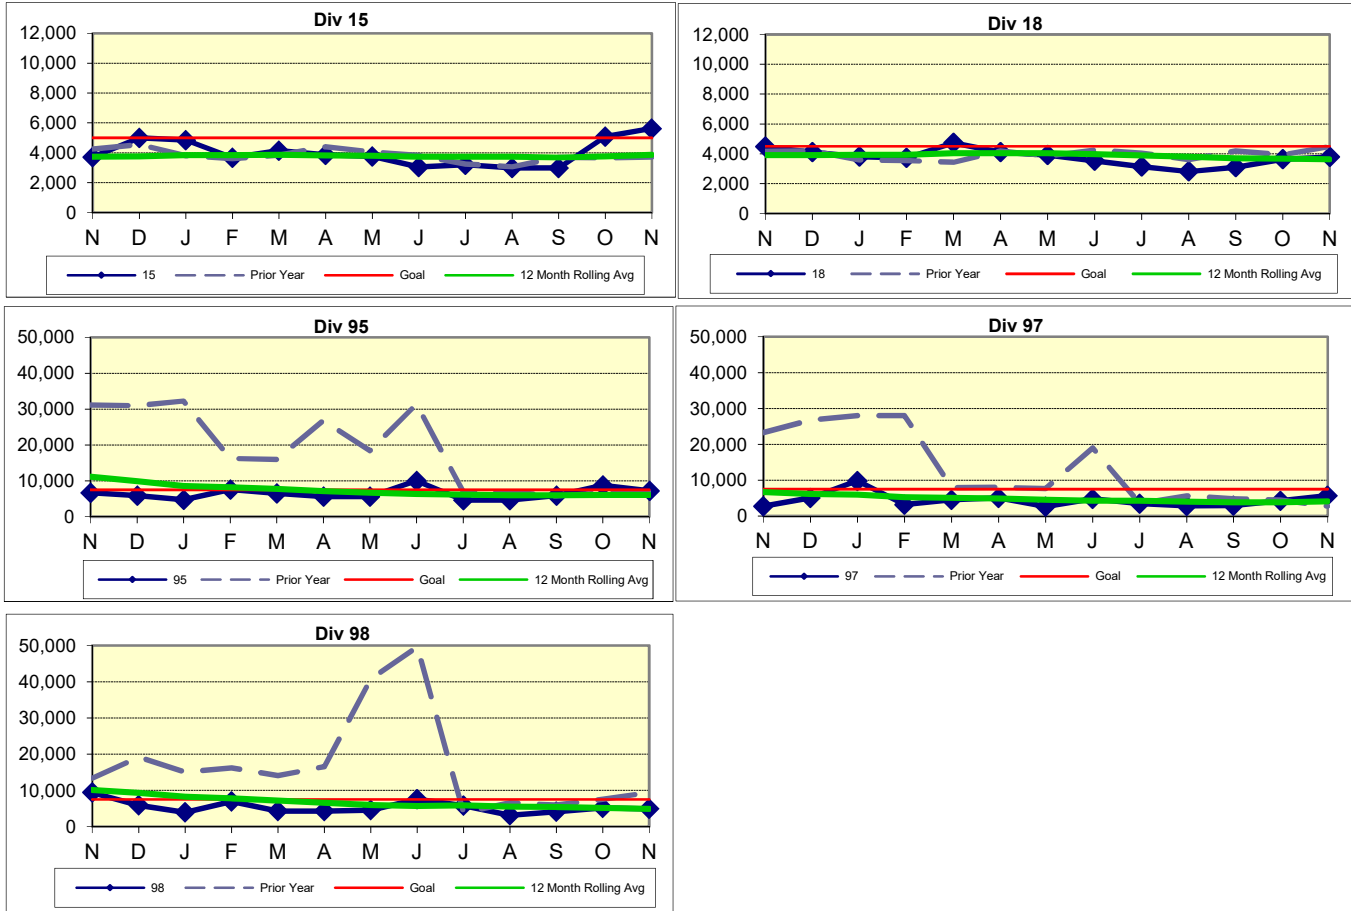 Div 15
12,000
10,000
8,000
6,000
4,000
2,000
0
N D J F M A M J J A S O N
15 Prior Year Goal 12 Month Rolling Avg
Div 18
12,000
10,000
8,000
6,000
4,000
2,000
0
N D J F M A M J J A S O N
18 Prior Year Goal 12 Month Rolling Avg
Div 95
50,000
40,000
30,000
20,000
10,000
0
N D J F M A M J J A S O N
95 Prior Year Goal 12 Month Rolling Avg
Div 97
50,000
40,000
30,000
20,000
10,000
0
N D J F M A M J J A S O N
97 Prior Year Goal 12 Month Rolling Avg
Div 98
50,000
40,000
30,000
20,000
10,000
0
N D J F M A M J J A S O N
98 Prior Year Goal 12 Month Rolling Avg